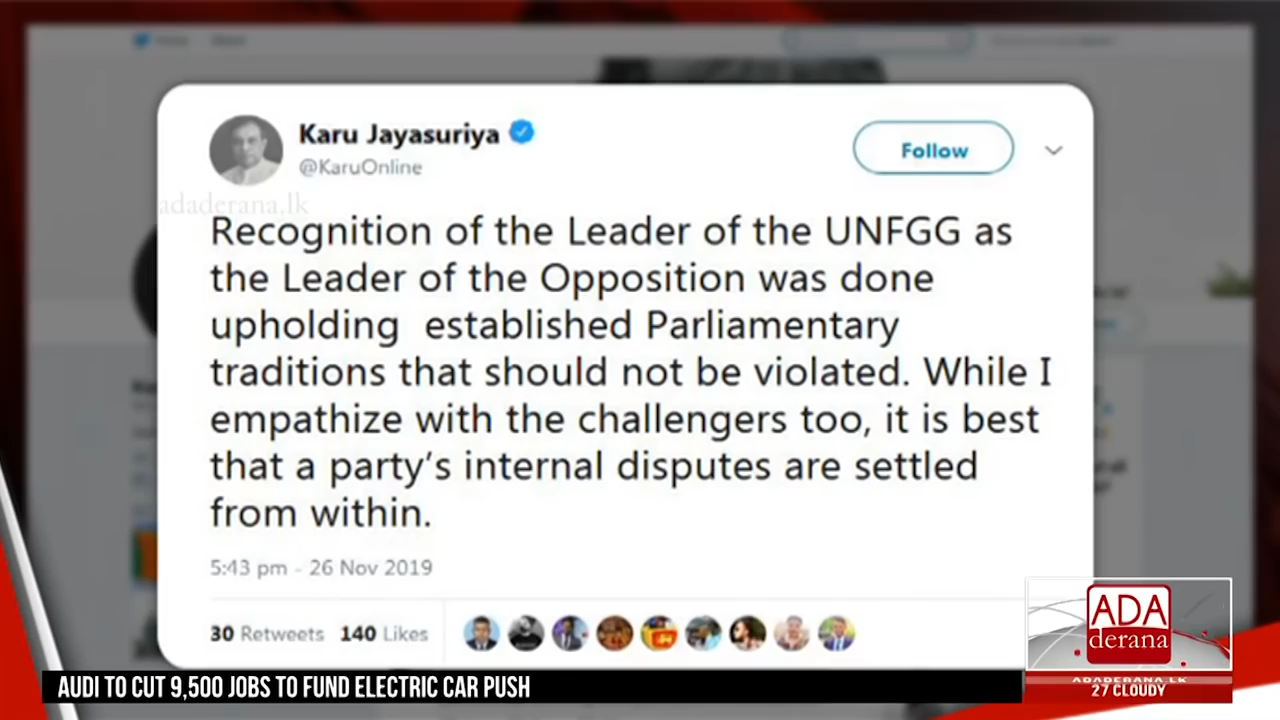 Karu Jayasuriya
@KaruOnline
Follow
adaderana.lk
Recognition of the Leader of the UNFGG as
the Leader of the Opposition was done
upholding established Parliamentary
traditions that should not be violated. While I
empathize with the challengers too, it is best
that a party's internal disputes are settled
from within.
5:43 pm - 26 Nov 2019
30 Retweets 140 Likes
ADA
derana
ADADERANA.LK
27 CLOUDY
AUDI TO CUT 9,500 JOBS TO FUND ELECTRIC CAR PUSH